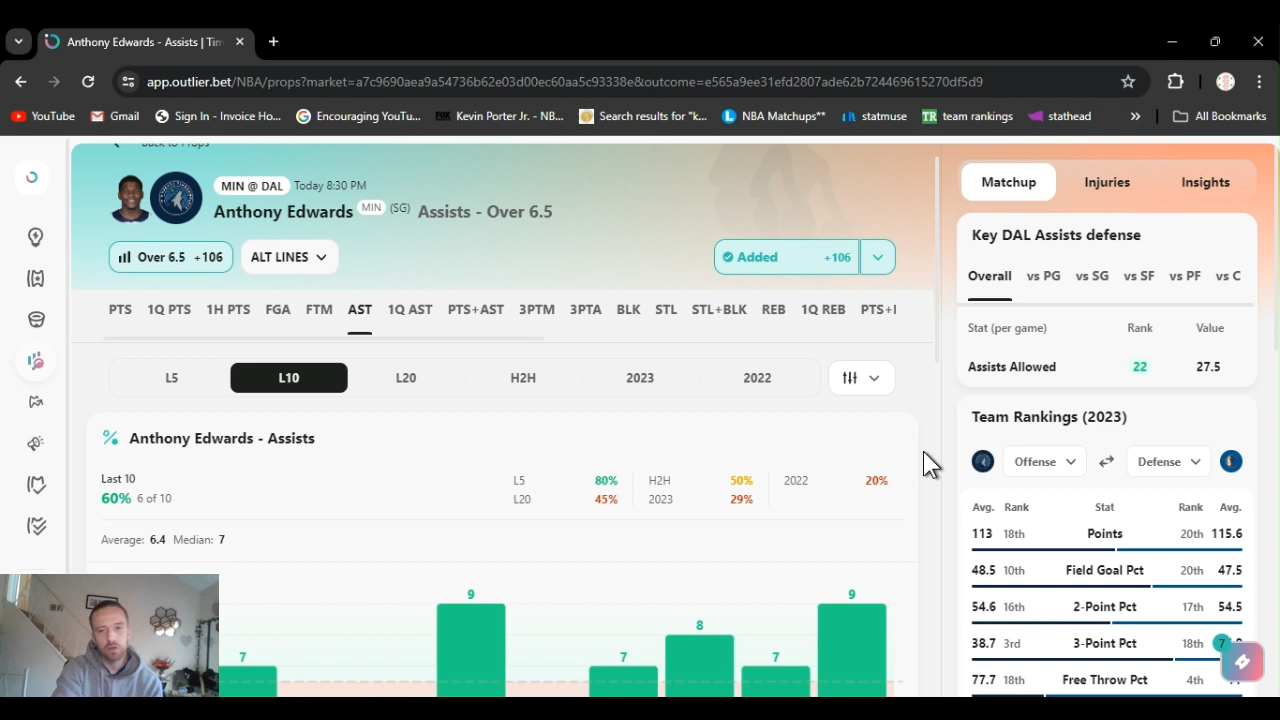 Anthony Edwards - Assists | Tim
app.outlier.bet/NBA/props?market=a7c9690aea9a54736b62e03d00ec60aa5c93338e&outcome=e565a9ee31efd2807ade62b724469615270df5d9
YouTube Gmail Sign In - Invoice Ho... Encouraging YouTu... FOX Kevin Porter Jr. - NB... Search results for "k... NBA Matchups** statmuse TR team rankings stathead » All Bookmarks
Back to Props
MIN @ DAL Today 8:30 PM
Anthony Edwards MIN (SG) Assists - Over 6.5
Over 6.5 +106 ALT LINES Added +106
PTS 1Q PTS 1H PTS FGA FTM AST 1Q AST PTS+AST 3PTM 3PTA BLK STL STL+BLK REB 1Q REB PTS+
L5 L10 L20 H2H 2023 2022
% Anthony Edwards - Assists
Last 10
60% 6 of 10
L5 80% H2H 50% 2022 20%
L20 45% 2023 29%
Average: 6.4 Median: 7
7 9 7 8 7 9
Matchup Injuries Insights
Key DAL Assists defense
Overall vs PG vs SG vs SF vs PF vs C
Stat (per game) Rank Value
Assists Allowed 22 27.5
Team Rankings (2023)
Offense Defense
Avg. Rank Stat Rank Avg.
113 18th Points 20th 115.6
48.5 10th Field Goal Pct 20th 47.5
54.6 16th 2-Point Pct 17th 54.5
38.7 3rd 3-Point Pct 18th
77.7 18th Free Throw Pct 4th